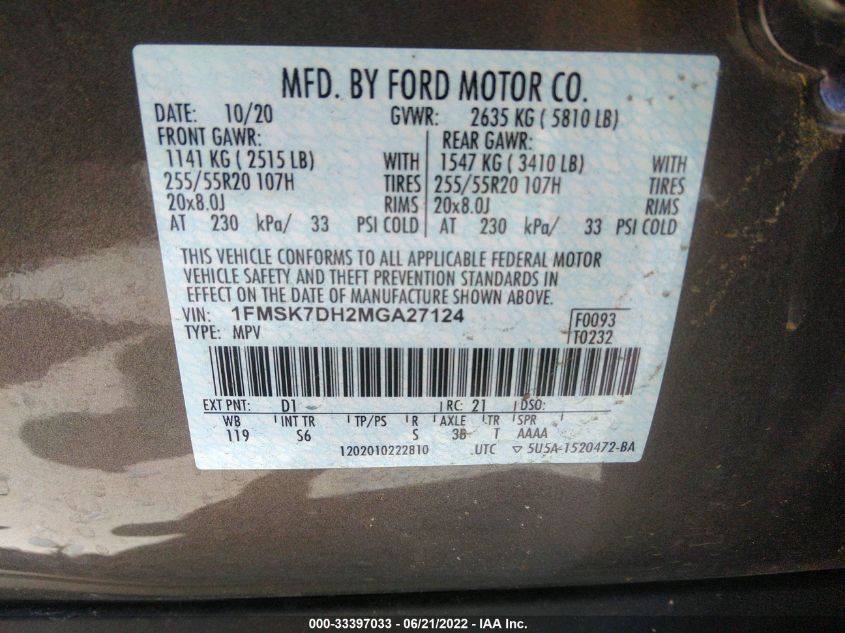 MFD. BY FORD MOTOR CO.
DATE: 10/20 GVWR: 2635 KG ( 5810 LB)
FRONT GAWR: REAR GAWR:
1141 KG ( 2515 LB) WITH 1547 KG ( 3410 LB) WITH
255/55R20 107H TIRES 255/55R20 107H TIRES
20x8.0J RIMS 20x8.0J RIMS
AT 230 kPa/ 33 PSI COLD AT 230 kPa/ 33 PSI COLD
THIS VEHICLE CONFORMS TO ALL APPLICABLE FEDERAL MOTOR
VEHICLE SAFETY AND THEFT PREVENTION STANDARDS IN
EFFECT ON THE DATE OF MANUFACTURE SHOWN ABOVE.
VIN: 1FMSK7DH2MGA27124 F0093
TYPE: MPV T0232
EXT PNT: D1 RC: 21 DSO:
WB INT TR TP/PS R AXLE TR SPR
119 S6 S 3B T AAAA
1202010222810 .UTC ▽ 5U5A-1520472-BA
000-33397033 / 06/21/2022 - IAA Inc.